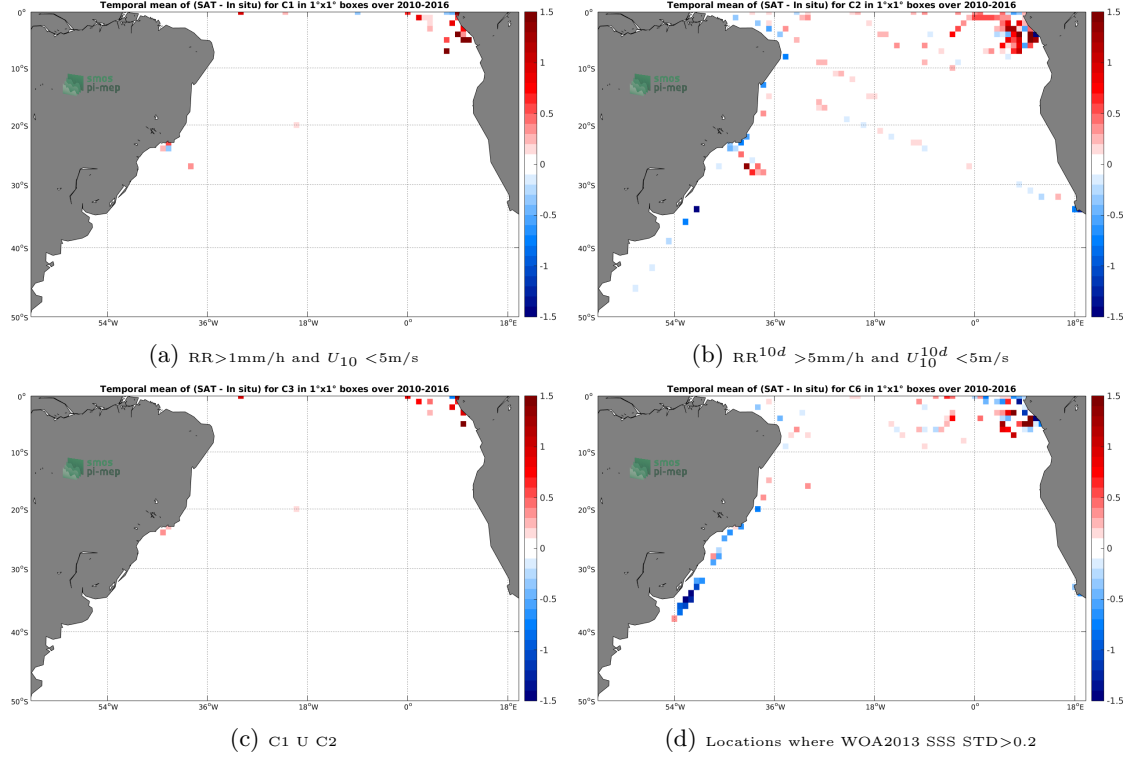 Temporal mean of (SAT - In situ) for C1 in 1°x1° boxes over 2010-2016
0°
10°S
20°S
30°S
40°S
50°S
54°W
36°W
18°W
0°
18°E
1.5
1
0.5
0
-0.5
-1
-1.5
smos
pi-mep
(a) RR>1mm/h and U10 <5m/s
Temporal mean of (SAT - In situ) for C2 in 1°x1° boxes over 2010-2016
0°
10°S
20°S
30°S
40°S
50°S
54°W
36°W
18°W
0°
18°E
1.5
1
0.5
0
-0.5
-1
-1.5
smos
pi-mep
(b) RR^10d >5mm/h and U10^10d <5m/s
Temporal mean of (SAT - In situ) for C3 in 1°x1° boxes over 2010-2016
0°
10°S
20°S
30°S
40°S
50°S
54°W
36°W
18°W
0°
18°E
1.5
1
0.5
0
-0.5
-1
-1.5
smos
pi-mep
(c) C1 U C2
Temporal mean of (SAT - In situ) for C6 in 1°x1° boxes over 2010-2016
0°
10°S
20°S
30°S
40°S
50°S
54°W
36°W
18°W
0°
18°E
1.5
1
0.5
0
-0.5
-1
-1.5
smos
pi-mep
(d) Locations where WOA2013 SSS STD>0.2